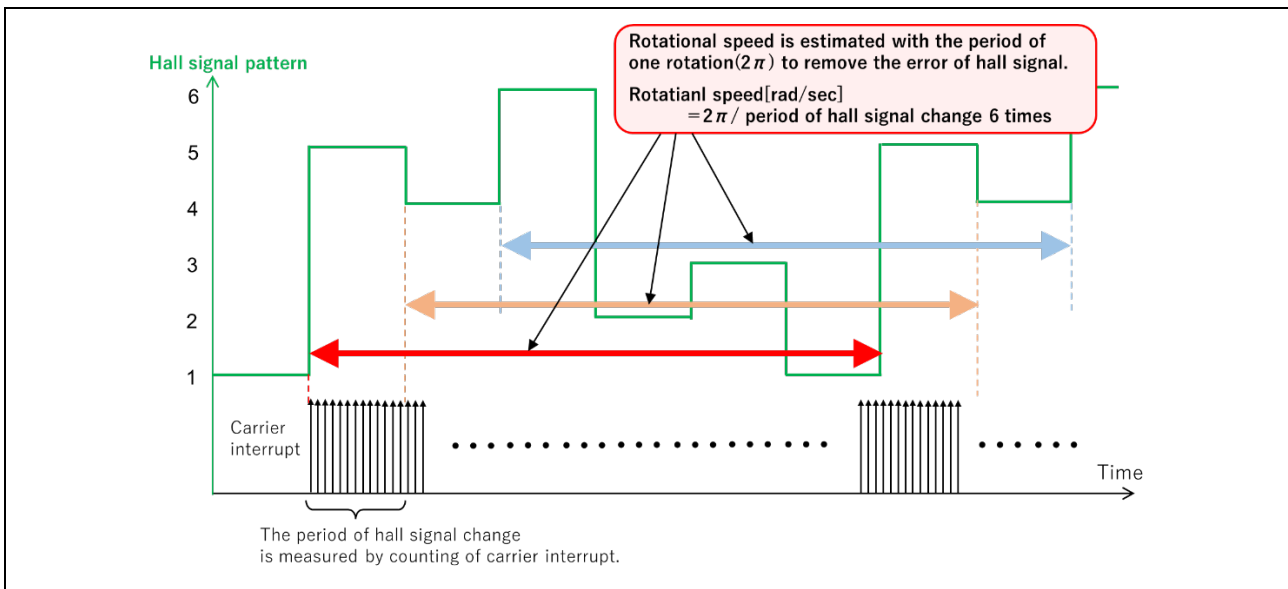 Rotational speed is estimated with the period of
one rotation(2π) to remove the error of hall signal.
Rotatianl speed[rad/sec]
=2π/ period of hall signal change 6 times
Hall signal pattern
6
5
4
3
2
1
Carrier
interrupt
Time
The period of hall signal change
is measured by counting of carrier interrupt.